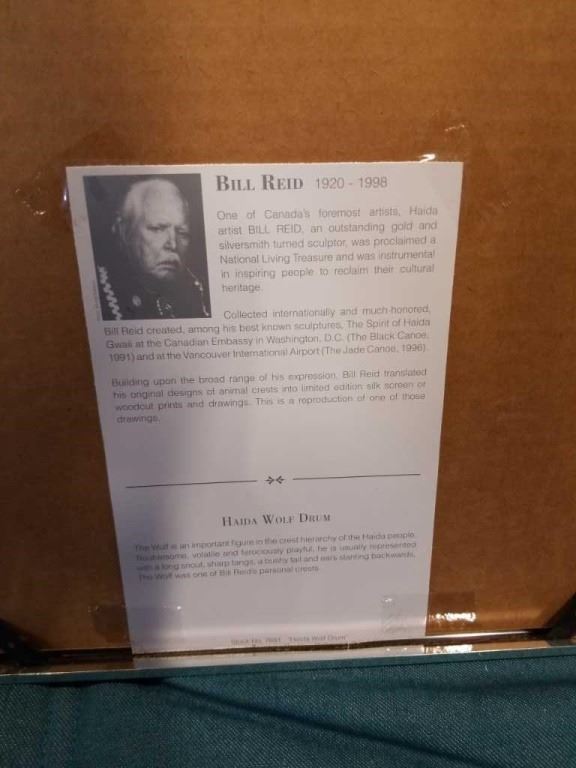 BILL REID 1920 - 1998
One of Canada's foremost artists, Haida
artist BILL REID, an outstanding gold and
silversmith turned sculptor, was proclaimed a
National Living Treasure and was instrumental
in inspiring people to reclaim their cultural
heritage.
Collected internationally and much-honored,
Bill Reid created, among his best known sculptures, The Spirit of Haida
Gwaii at the Canadian Embassy in Washington, D.C. (The Black Canoe,
1991) and at the Vancouver International Airport (The Jade Canoe, 1996).
Building upon the broad range of his expression, Bill Reid translated
his original designs of animal crests into limited edition silk screen or
woodcut prints and drawings. This is a reproduction of one of those
drawings.
HAIDA WOLF DRUM
The Wolf is an important figure in the crest hierarchy of the Haida people.
Troublesome, volatile and ferociously playful, he is usually represented
with a long snout, sharp fangs, a bushy tail and ears slanting backwards.
The Wolf was one of Bill Reid's personal crests.
Stock No. "Haida Wolf Drum"